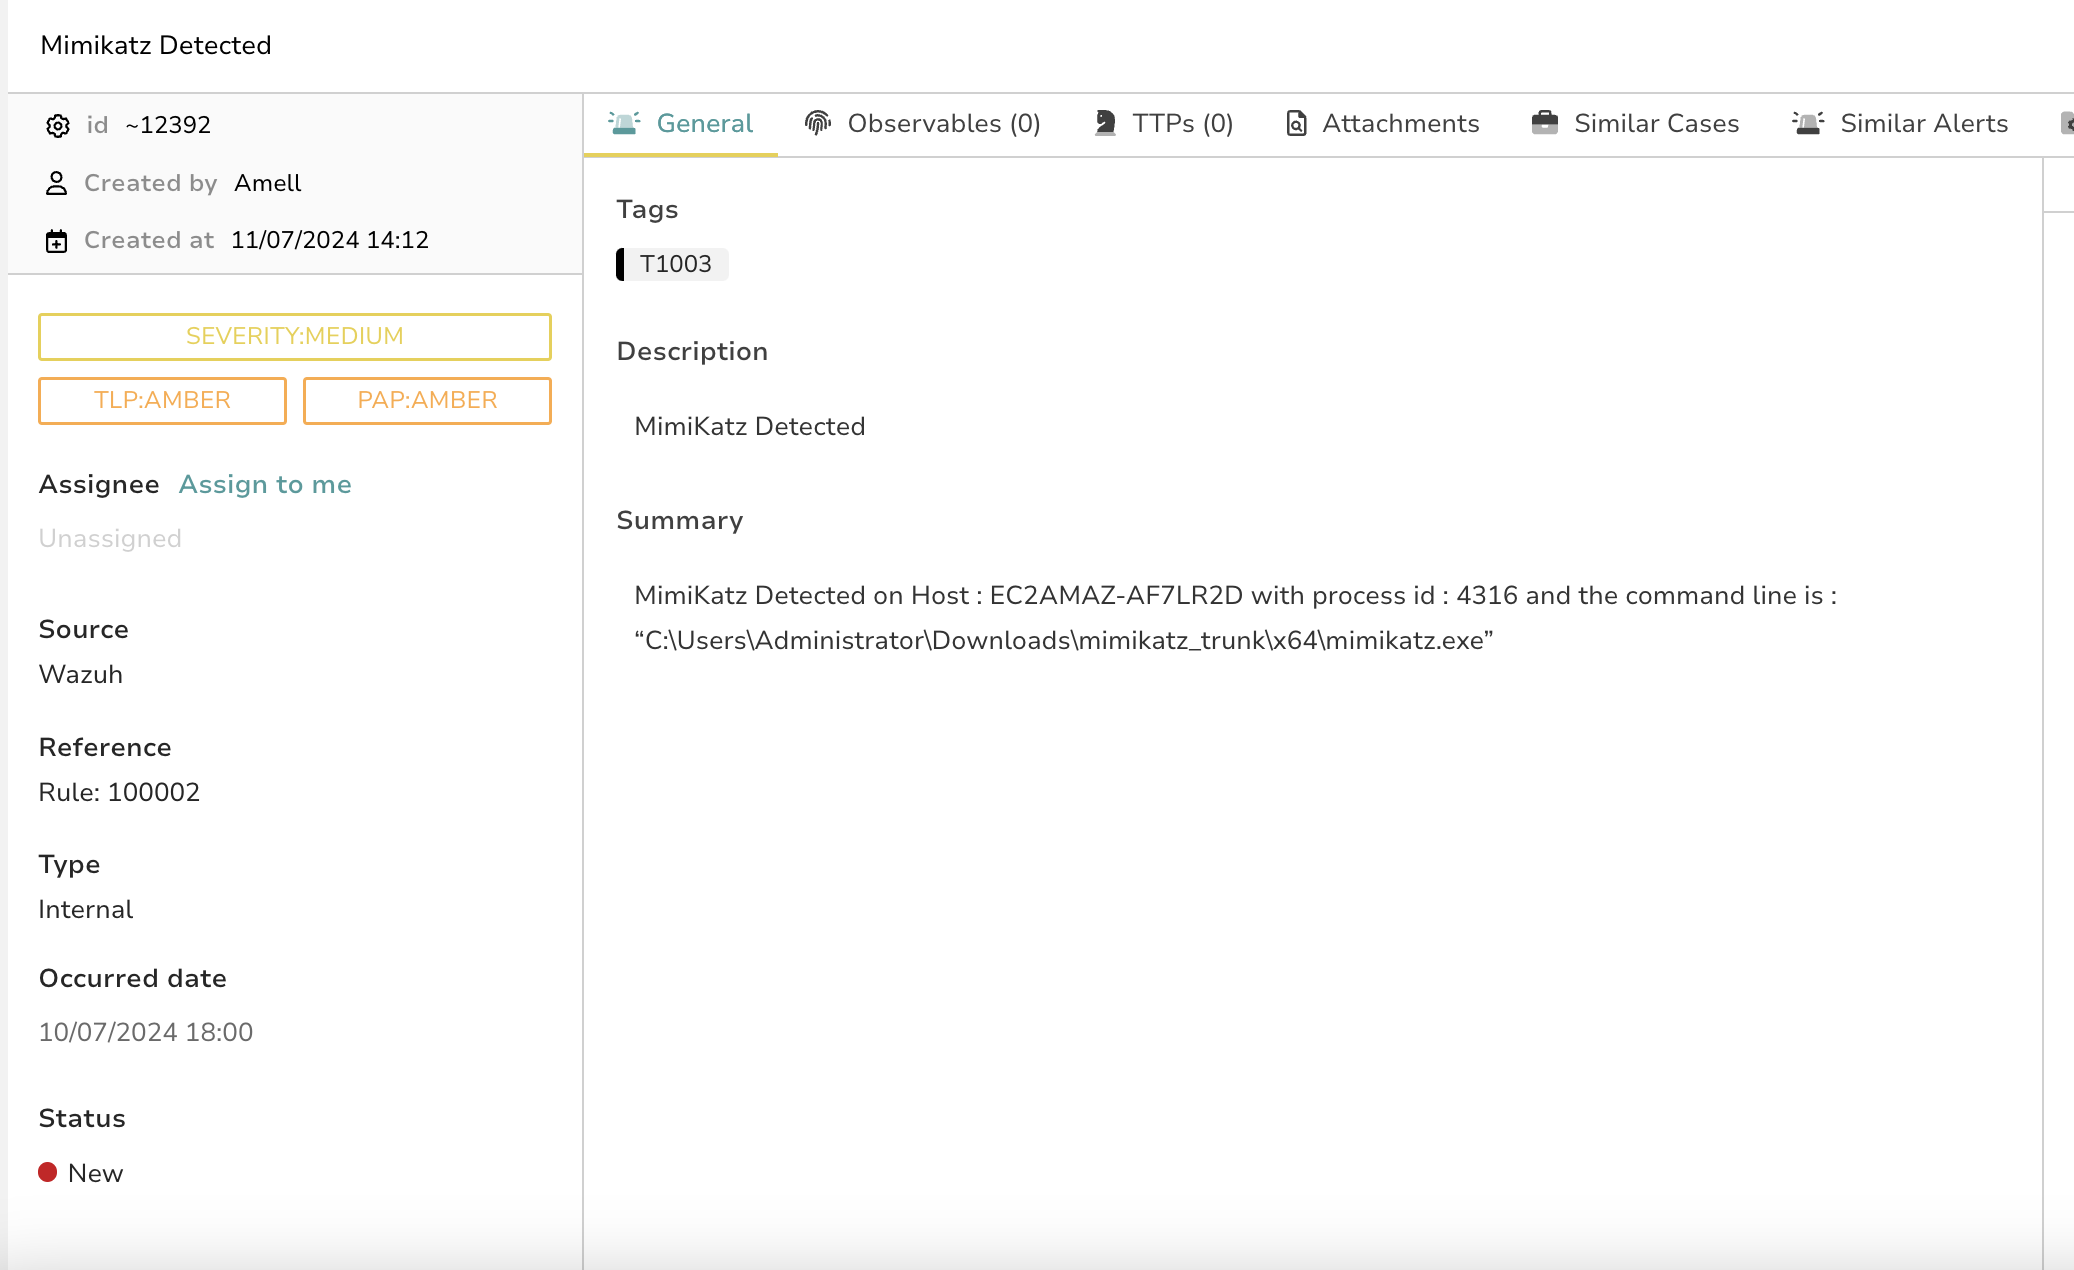 Mimikatz Detected
id ~12392
Created by Amell
Created at 11/07/2024 14:12
SEVERITY:MEDIUM
TLP:AMBER PAP:AMBER
Assignee Assign to me
Unassigned
Source
Wazuh
Reference
Rule: 100002
Type
Internal
Occurred date
10/07/2024 18:00
Status
New
General Observables (0) TTPs (0) Attachments Similar Cases Similar Alerts
Tags
T1003
Description
MimiKatz Detected
Summary
MimiKatz Detected on Host : EC2AMAZ-AF7LR2D with process id : 4316 and the command line is :
“C:\Users\Administrator\Downloads\mimikatz_trunk\x64\mimikatz.exe”